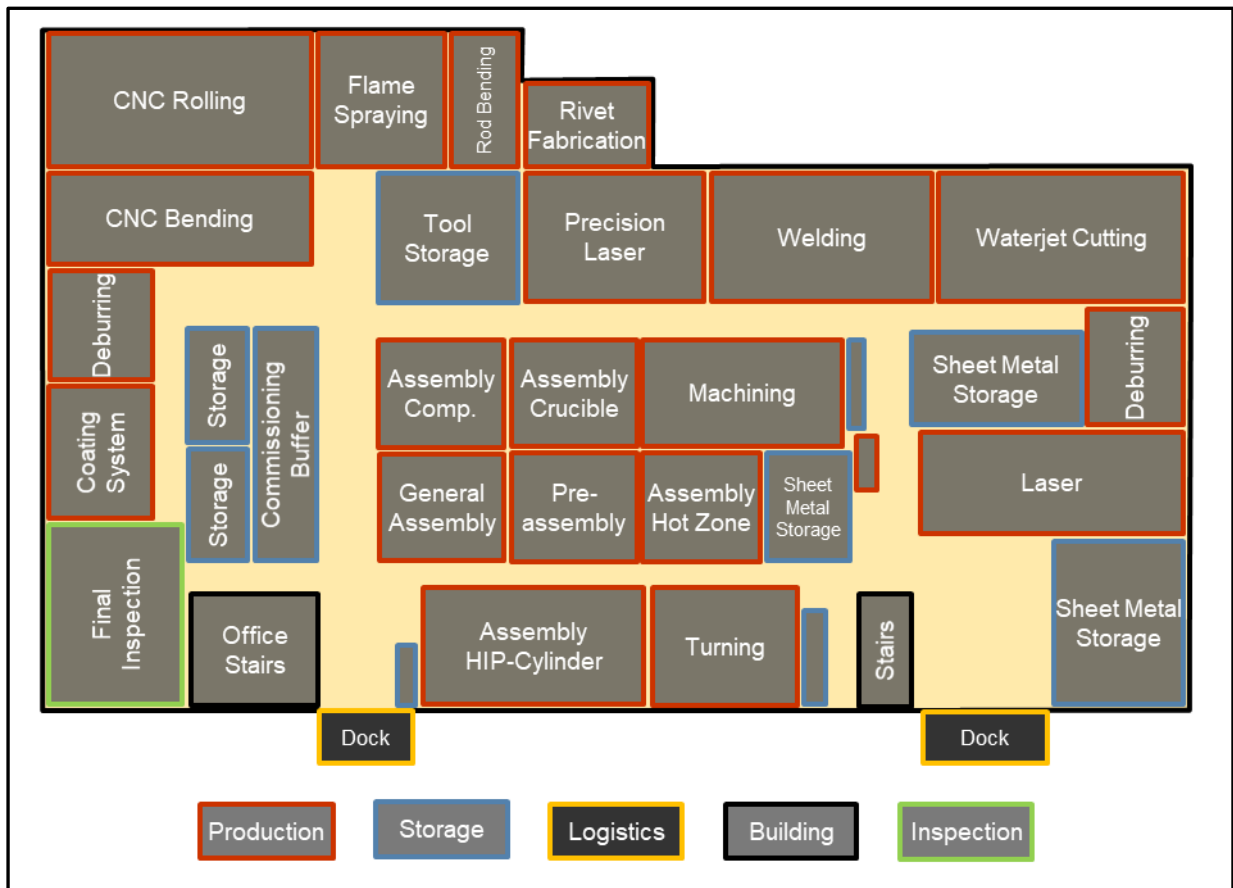 CNC Rolling
Flame
Spraying
Rod Bending
Rivet
Fabrication
CNC Bending
Tool
Storage
Precision
Laser
Welding
Waterjet Cutting
Deburring
Storage
Commissioning
Buffer
Assembly
Comp.
Assembly
Crucible
Machining
Sheet Metal
Storage
Deburring
Coating
System
Storage
General
Assembly
Pre-
assembly
Assembly
Hot Zone
Sheet
Metal
Storage
Laser
Final
Inspection
Office
Stairs
Assembly
HIP-Cylinder
Turning
Stairs
Sheet Metal
Storage
Dock
Dock
Production
Storage
Logistics
Building
Inspection